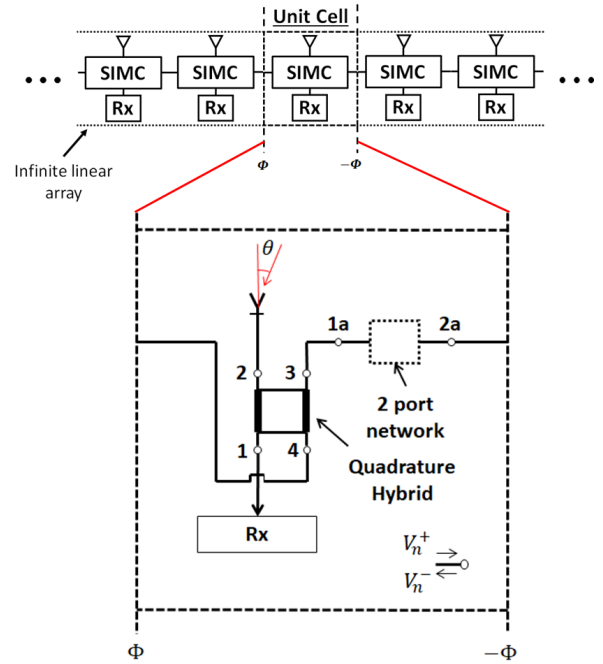 Unit Cell
••• SIMC SIMC SIMC SIMC SIMC •••
Rx Rx Rx Rx Rx
Infinite linear
array
Φ -Φ
θ
1a 2a
2 3
2 port
network
1 4
Quadrature
Hybrid
Rx
V_n^+
V_n^-
Φ −Φ